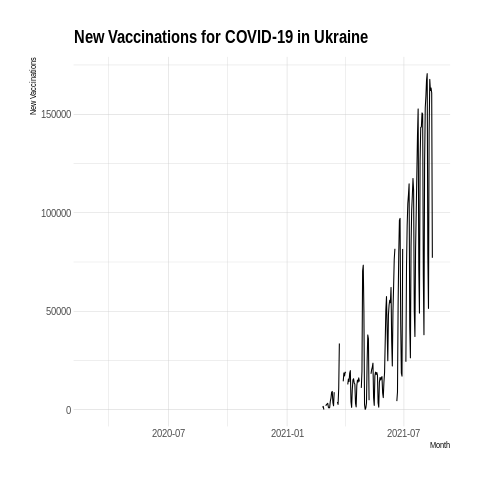 New Vaccinations for COVID-19 in Ukraine
New Vaccinations
150000
100000
50000
0
2020-07 2021-01 2021-07
Month